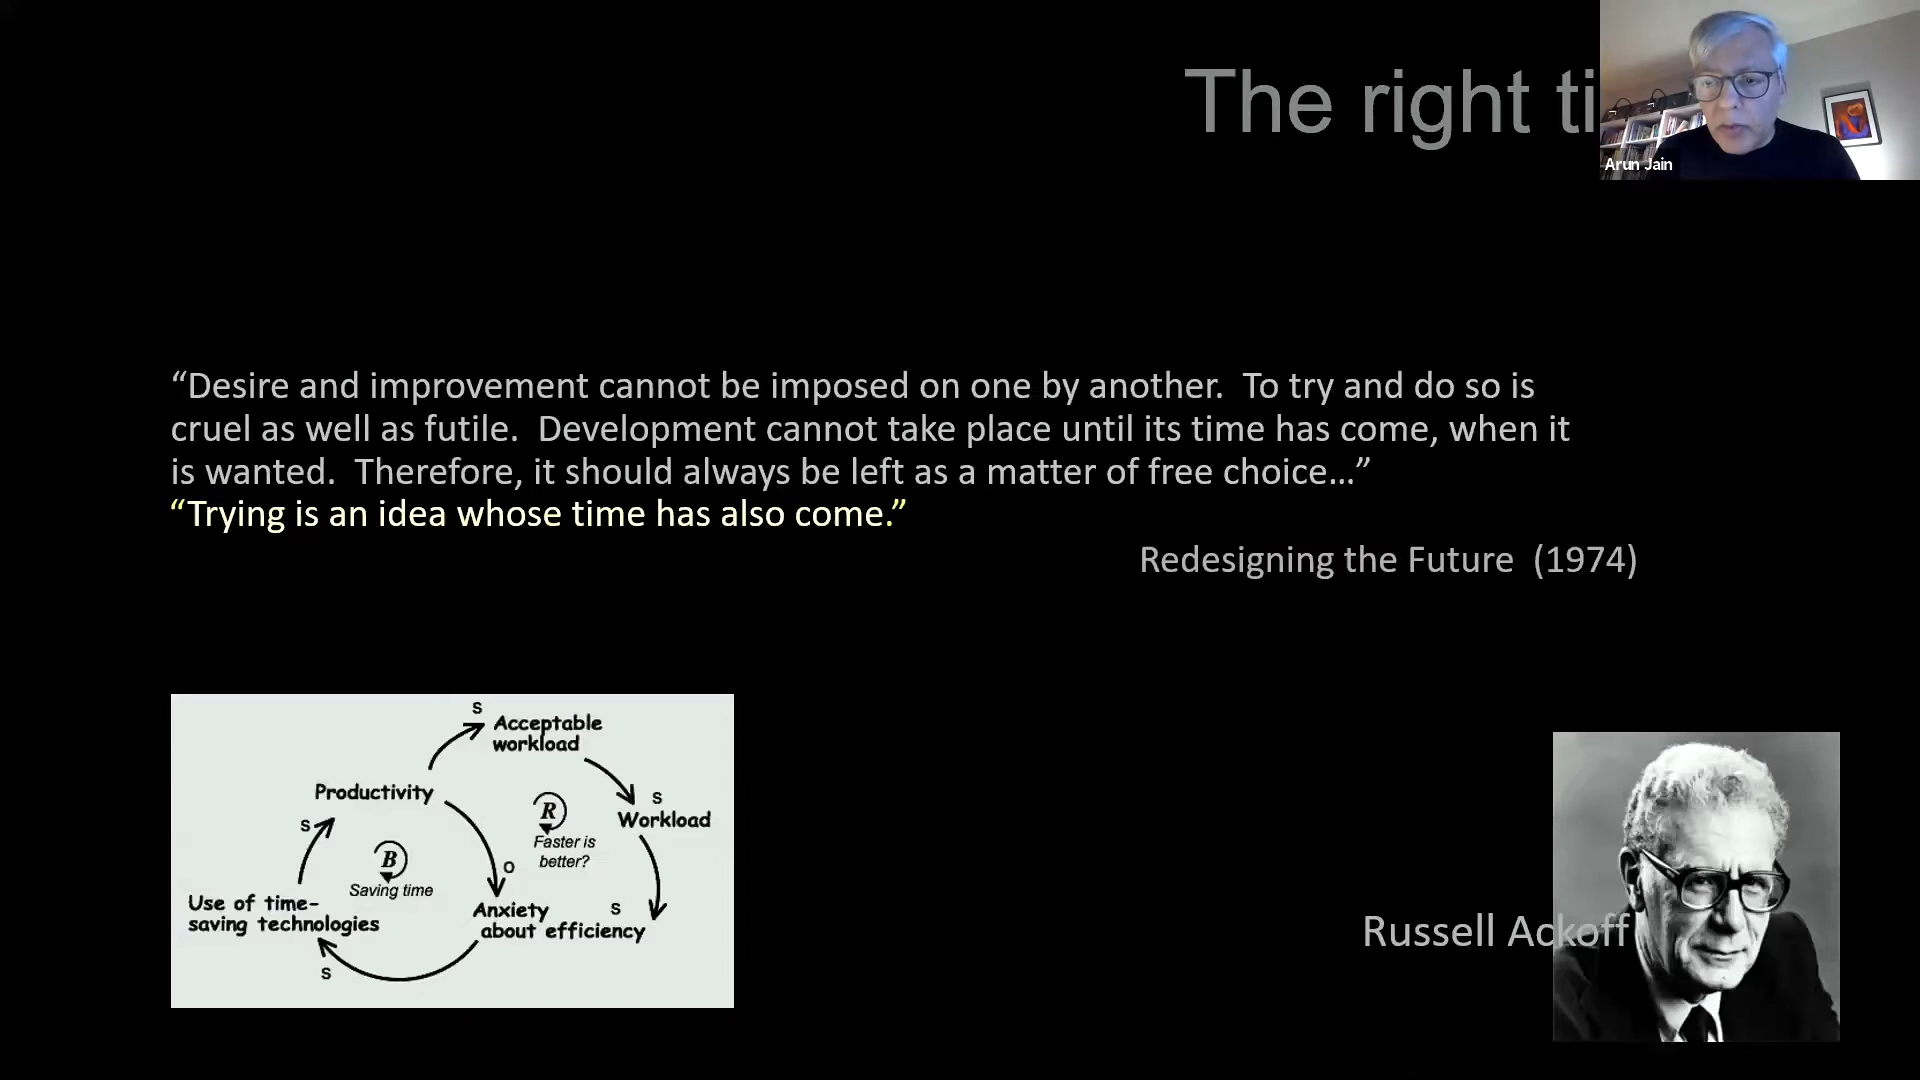 The right ti
Arun Jain
“Desire and improvement cannot be imposed on one by another.  To try and do so is
cruel as well as futile.  Development cannot take place until its time has come, when it
is wanted.  Therefore, it should always be left as a matter of free choice…”
“Trying is an idea whose time has also come.”
Redesigning the Future  (1974)
s
Acceptable
workload
Productivity
R
s
Workload
s
Faster is
better?
B
Saving time
o
Use of time-
saving technologies
Anxiety
about efficiency
s
s
Russell Ackoff